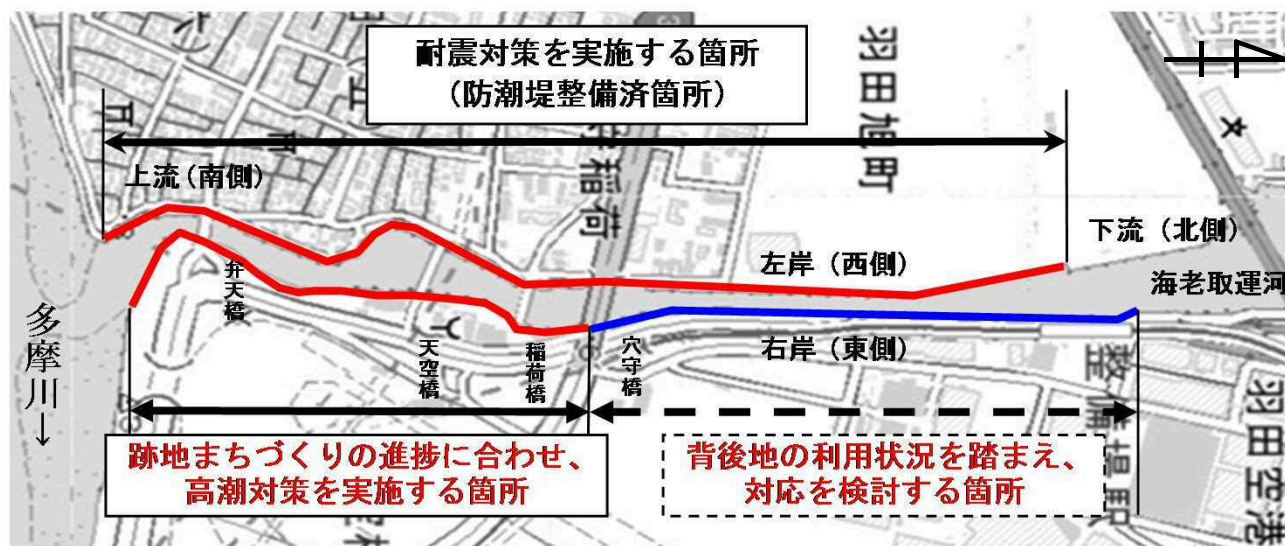 耐震対策を実施する箇所
(防潮堤整備済箇所)
羽田旭町
上流(南側)
穴守稲荷
下流(北側)
左岸(西側)
海老取運河
弁天橋
多摩川→
天空橋
稲荷橋
穴守橋
右岸(東側)
整備場駅
羽田空港
跡地まちづくりの進捗に合わせ、
高潮対策を実施する箇所
背後地の利用状況を踏まえ、
対応を検討する箇所